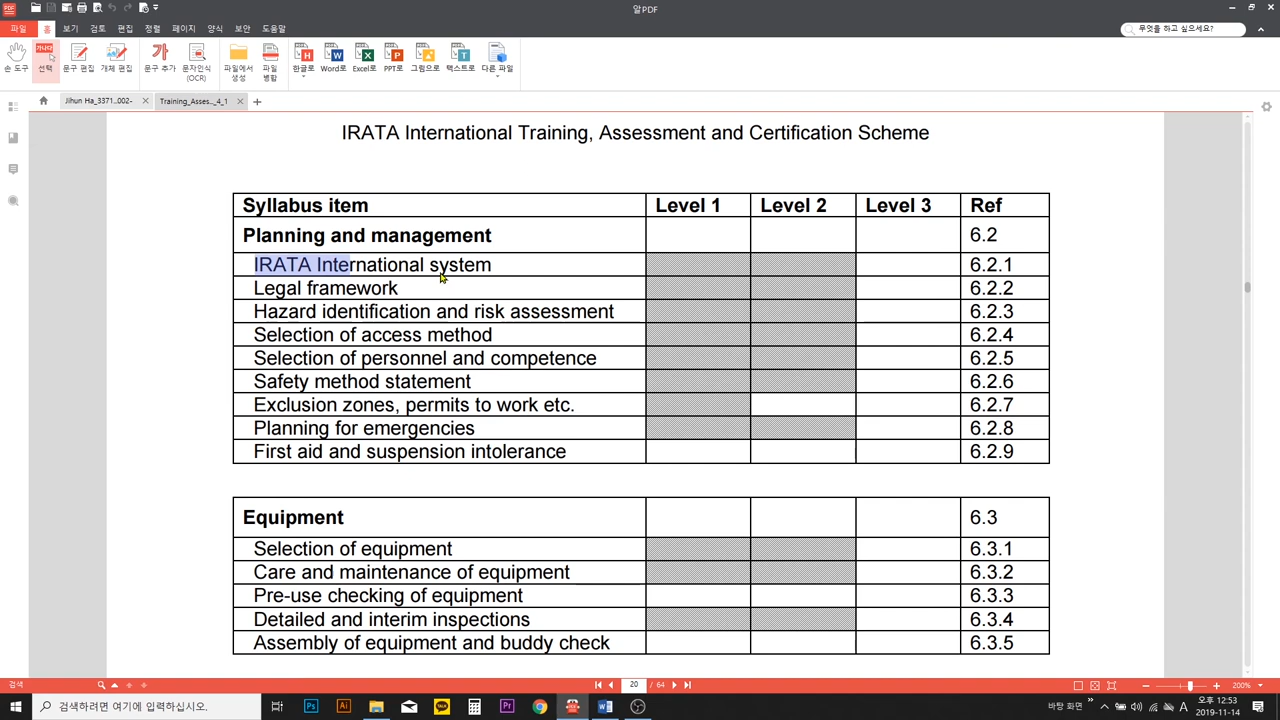 알PDF
파일 홈 보기 검토 편집 정렬 페이지 양식 보안 도움말
무엇을 하고 싶으세요?
손 도구 선택 문구 편집 개체 편집 문구 추가 문자인식 (OCR) 파일에서 생성 파일 병합 한글로 Word로 Excel로 PPT로 그림으로 텍스트로 다른 파일
Jihun Ha_3371..002- Training_Asses.._4_1
IRATA International Training, Assessment and Certification Scheme
Syllabus item Level 1 Level 2 Level 3 Ref
Planning and management 6.2
IRATA International system 6.2.1
Legal framework 6.2.2
Hazard identification and risk assessment 6.2.3
Selection of access method 6.2.4
Selection of personnel and competence 6.2.5
Safety method statement 6.2.6
Exclusion zones, permits to work etc. 6.2.7
Planning for emergencies 6.2.8
First aid and suspension intolerance 6.2.9
Equipment 6.3
Selection of equipment 6.3.1
Care and maintenance of equipment 6.3.2
Pre-use checking of equipment 6.3.3
Detailed and interim inspections 6.3.4
Assembly of equipment and buddy check 6.3.5
검색 20 / 64 200%
검색하려면 여기에 입력하십시오. 바탕 화면 A 오후 12:53
2019-11-14